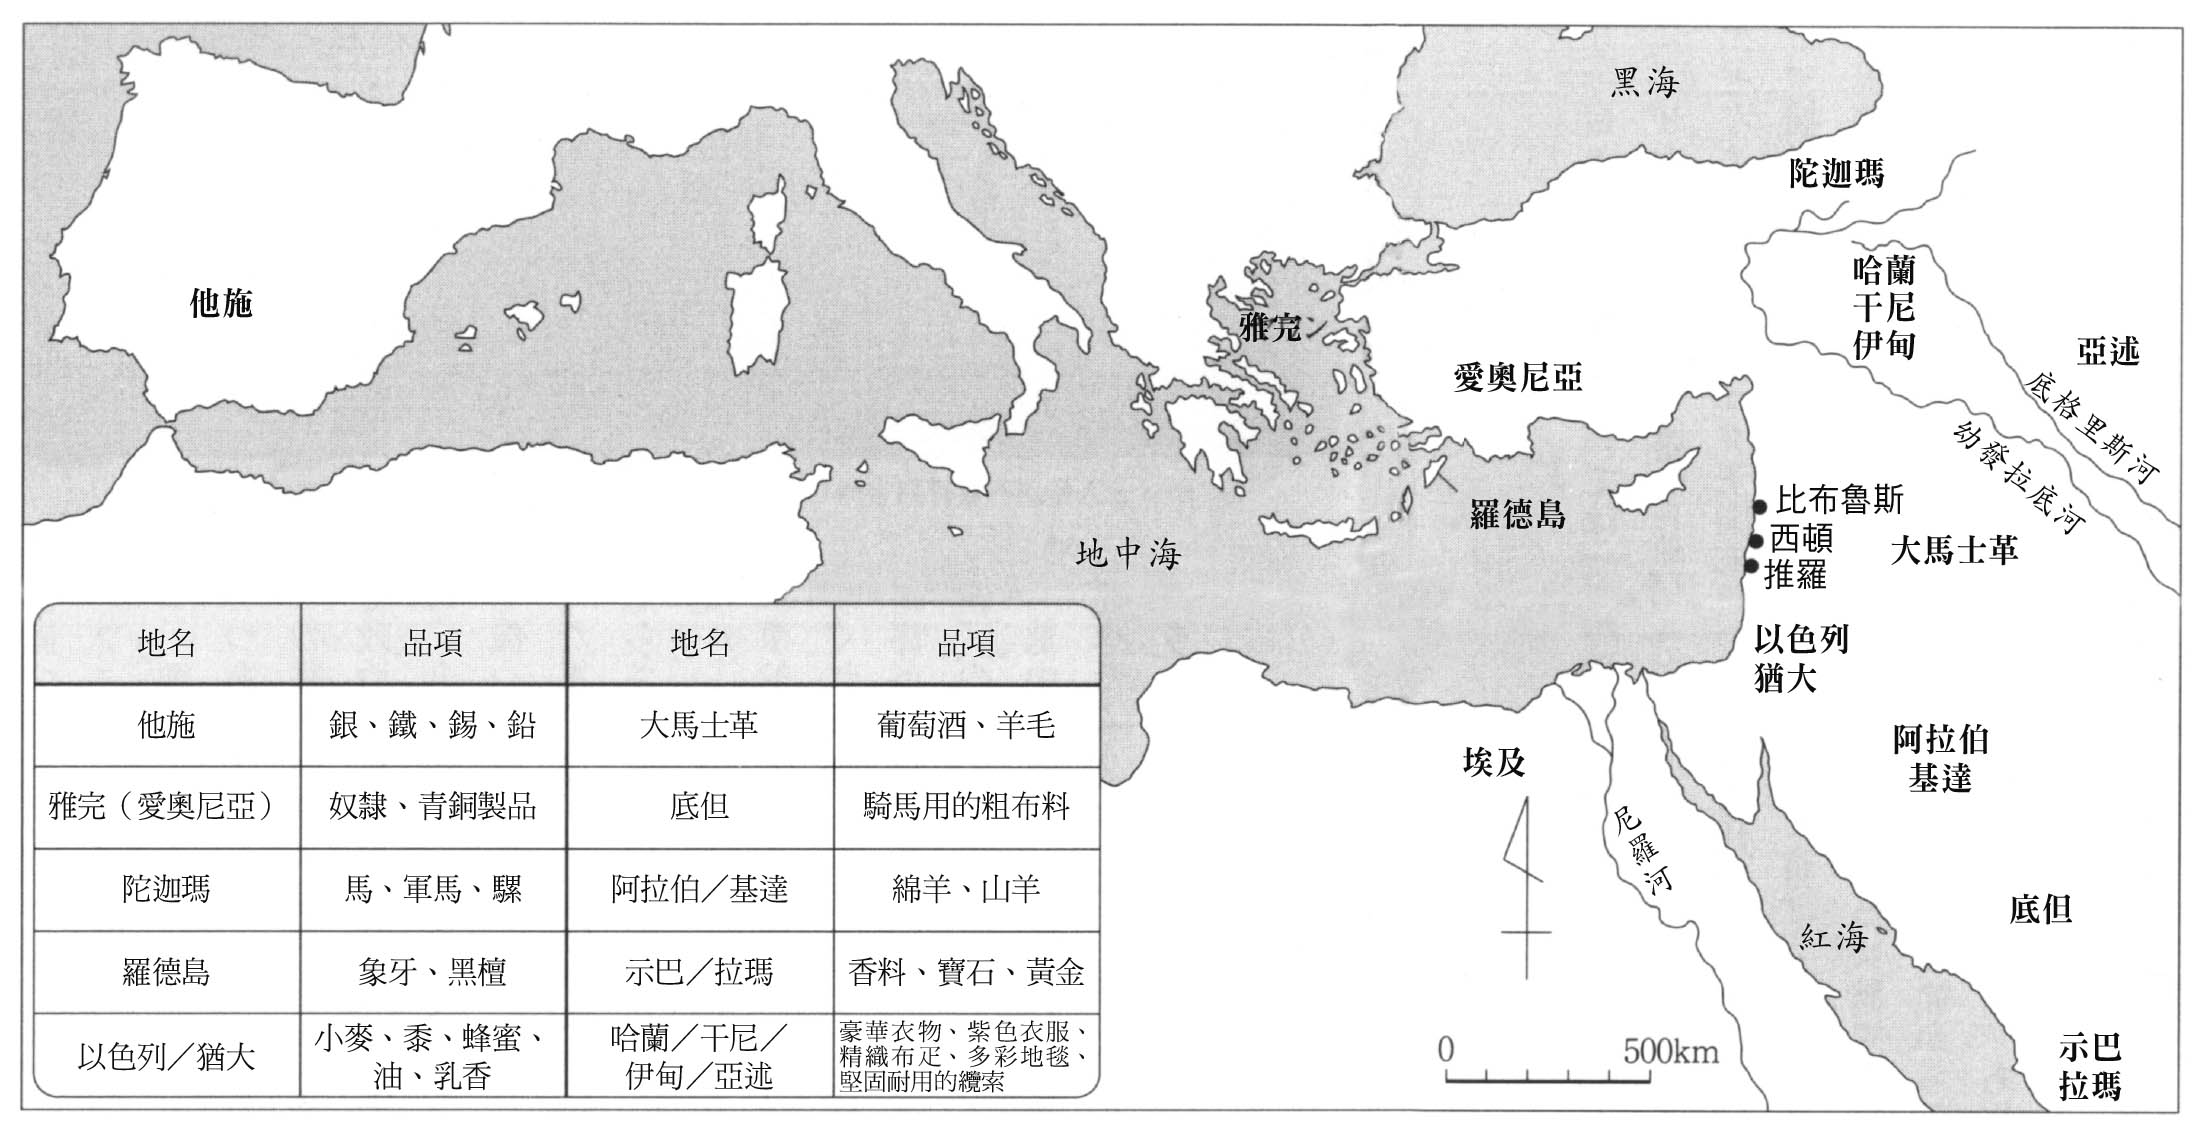 黑海
陀迦瑪
哈蘭
干尼
伊甸
他施
雅完
亞述
愛奧尼亞
底格里斯河
幼發拉底河
比布魯斯
羅德島
西頓
大馬士革
地中海
推羅
以色列
猶大
阿拉伯
基達
埃及
尼羅河
底但
紅海
示巴
拉瑪
0 500km
地名 品項 地名 品項
他施 銀、鐵、錫、鉛 大馬士革 葡萄酒、羊毛
雅完（愛奧尼亞） 奴隸、青銅製品 底但 騎馬用的粗布料
陀迦瑪 馬、軍馬、騾 阿拉伯／基達 綿羊、山羊
羅德島 象牙、黑檀 示巴／拉瑪 香料、寶石、黃金
以色列／猶大
小麥、黍、蜂蜜、
油、乳香
哈蘭／干尼／
伊甸／亞述
豪華衣物、紫色衣服、
精織布疋、多彩地毯、
堅固耐用的纜索